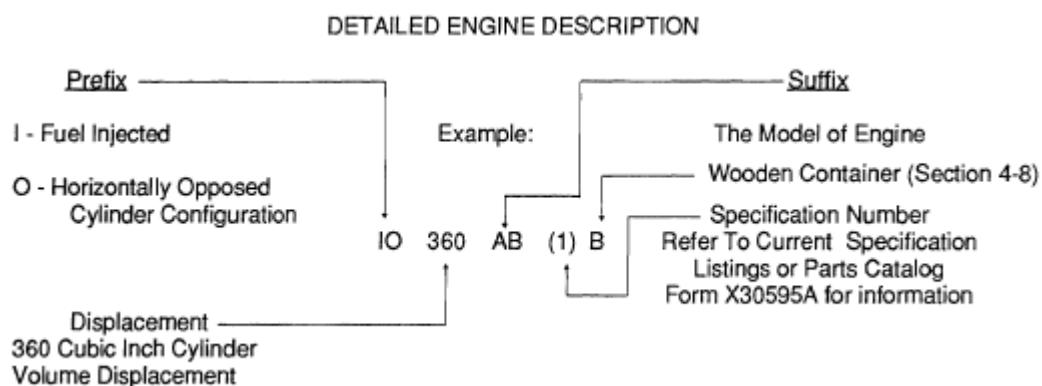 DETAILED ENGINE DESCRIPTION
Prefix
Suffix
I - Fuel Injected
Example:
The Model of Engine
O - Horizontally Opposed
Cylinder Configuration
Wooden Container (Section 4-8)
IO 360 AB (1) B
Specification Number
Refer To Current Specification
Listings or Parts Catalog
Form X30595A for information
Displacement
360 Cubic Inch Cylinder
Volume Displacement